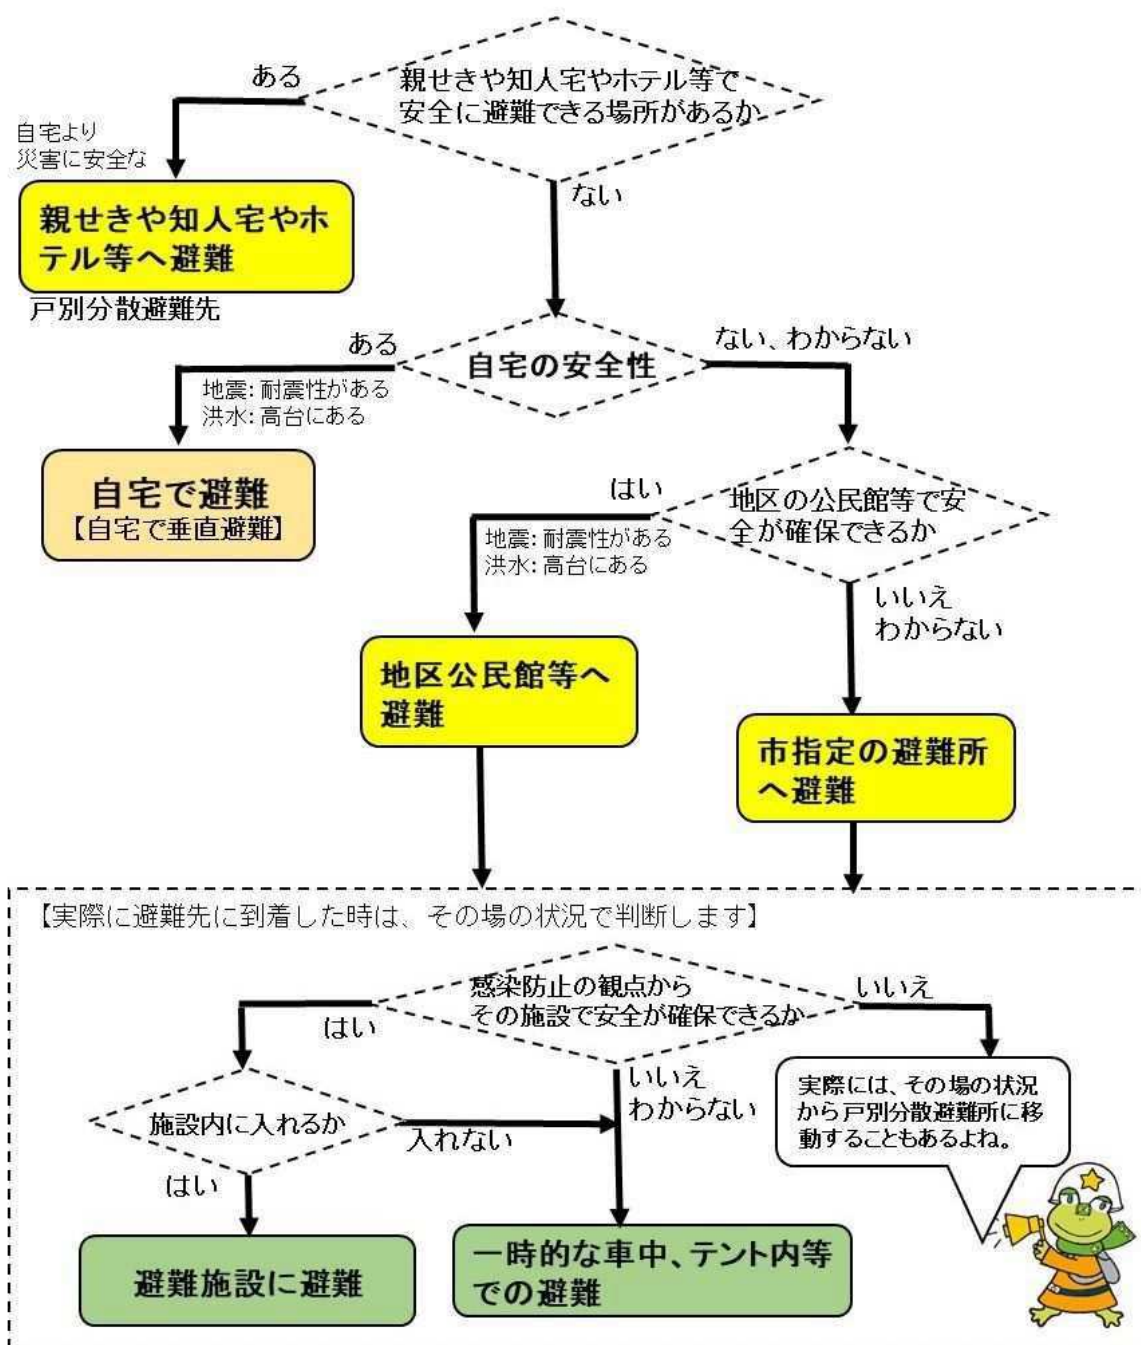 親せきや知人宅やホテル等で
安全に避難できる場所があるか
ある
自宅より
災害に安全な
ない
親せきや知人宅やホ
テル等へ避難
戸別分散避難先
自宅の安全性
ある
ない、わからない
地震:耐震性がある
洪水:高台にある
自宅で避難
【自宅で垂直避難】
地区の公民館等で安
全が確保できるか
はい
地震:耐震性がある
洪水:高台にある
いいえ
わからない
地区公民館等へ
避難
市指定の避難所
へ避難
【実際に避難先に到着した時は、その場の状況で判断します】
感染防止の観点から
その施設で安全が確保できるか
はい
いいえ
いいえ
わからない
実際には、その場の状況
から戸別分散避難所に移
動することもあるよね。
施設内に入れるか
入れない
はい
避難施設に避難
一時的な車中、テント内等
での避難